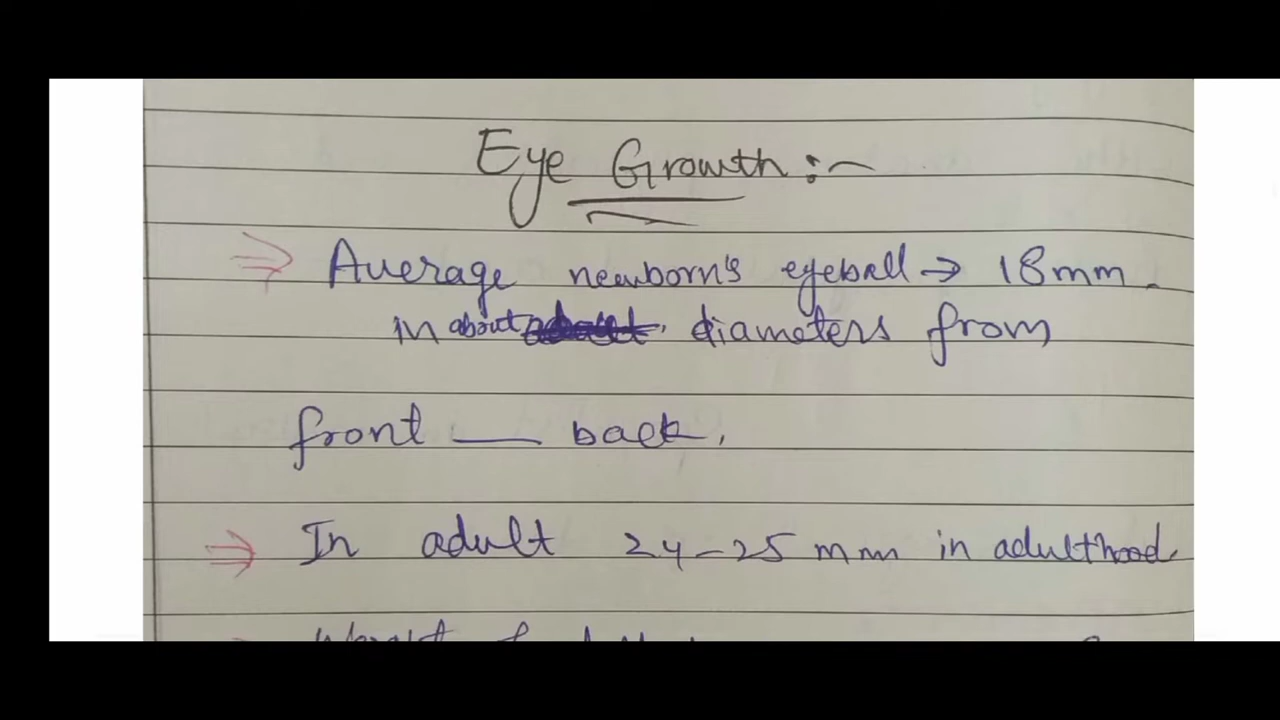 Eye Growth :-
⇒ Average newborn's eyeball → 18mm.
in about diameters from
front — back.
⇒ In adult 24-25 mm in adulthood